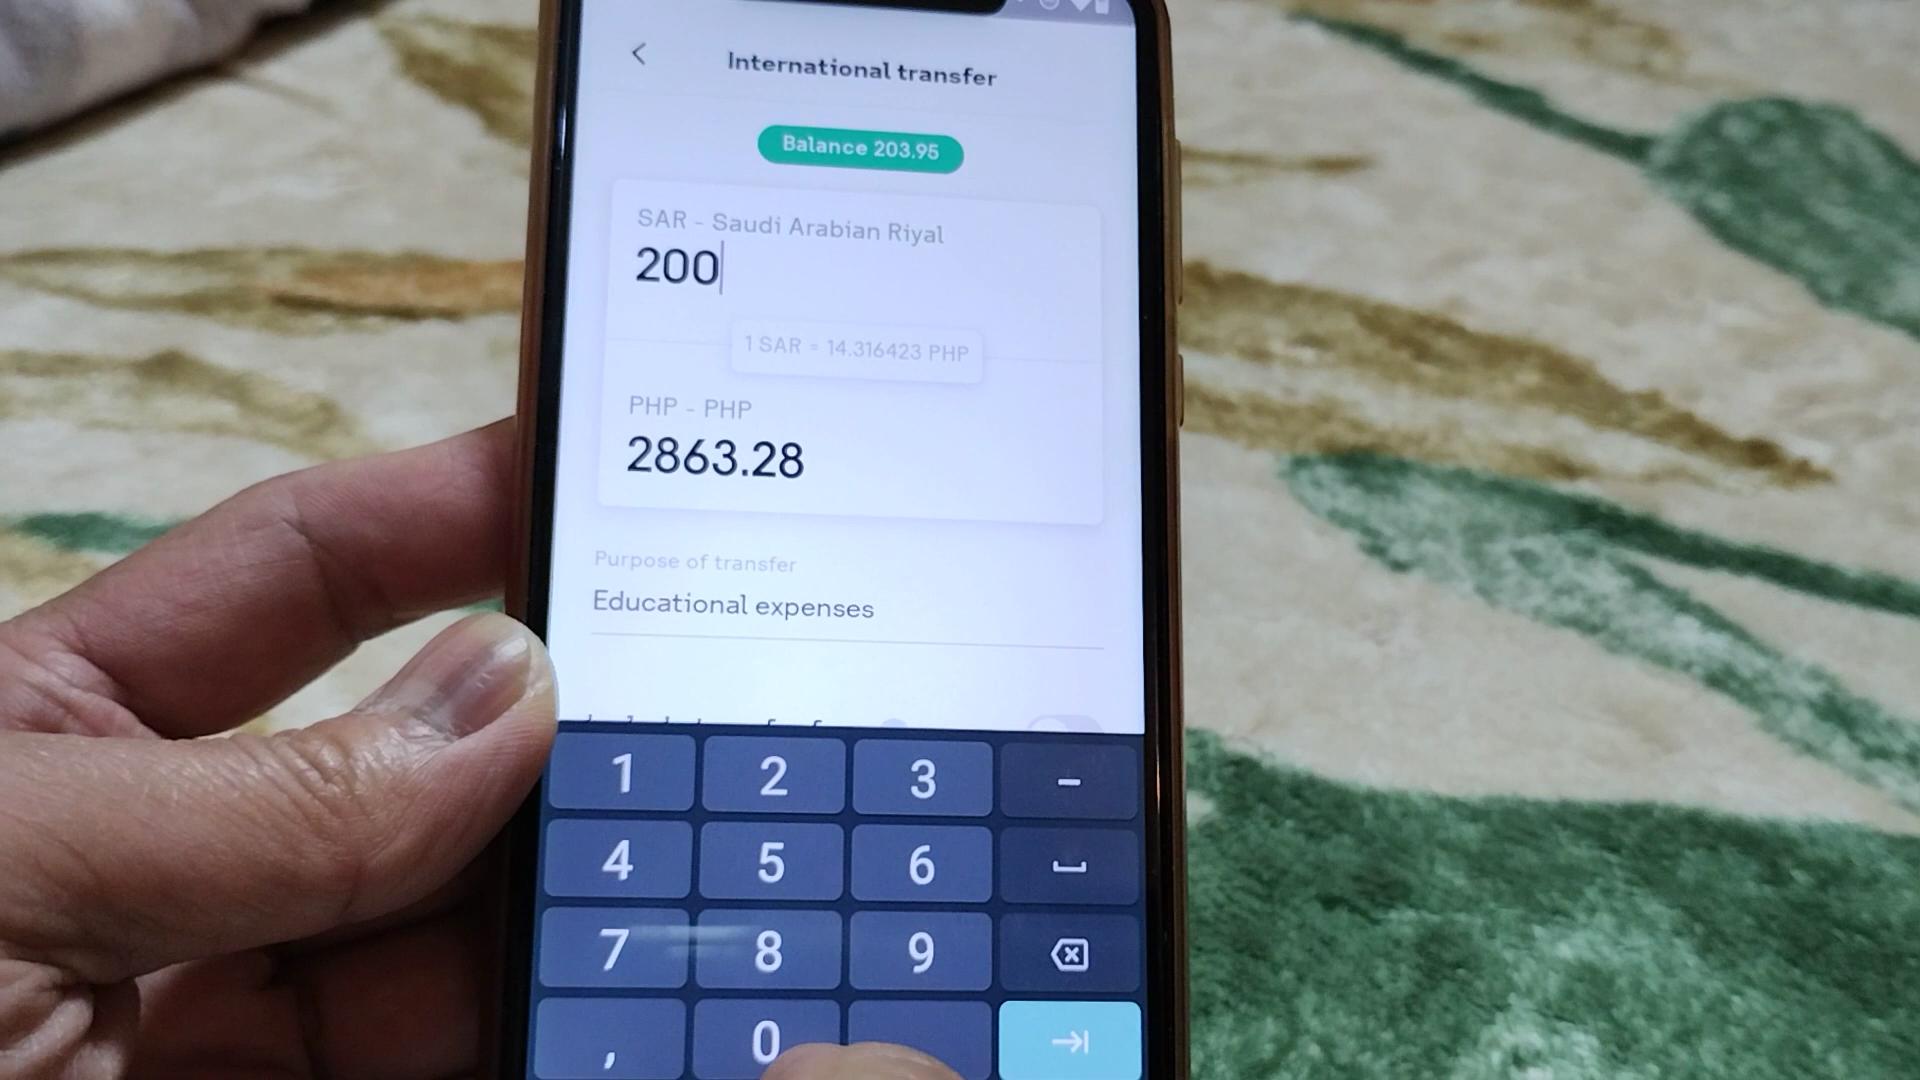 International transfer
Balance 203.95
SAR - Saudi Arabian Riyal
200
1 SAR = 14.316423 PHP
PHP - PHP
2863.28
Purpose of transfer
Educational expenses
1 2 3 -
4 5 6
7 8 9
, 0